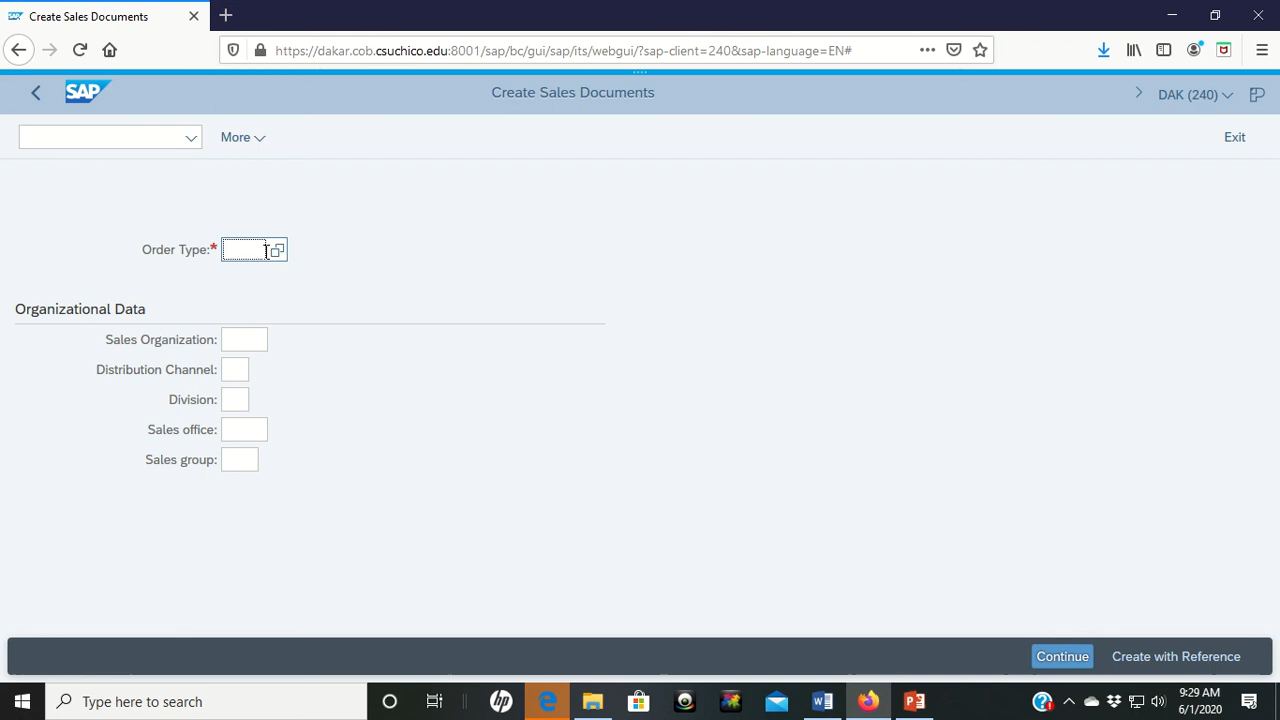 Create Sales Documents
https://dakar.cob.csuchico.edu:8001/sap/bc/gui/sap/its/webgui/?sap-client=240&sap-language=EN#
SAP
Create Sales Documents
DAK (240)
More
Exit
Order Type:*
Organizational Data
Sales Organization:
Distribution Channel:
Division:
Sales office:
Sales group:
Continue
Create with Reference
Type here to search
9:29 AM
6/1/2020